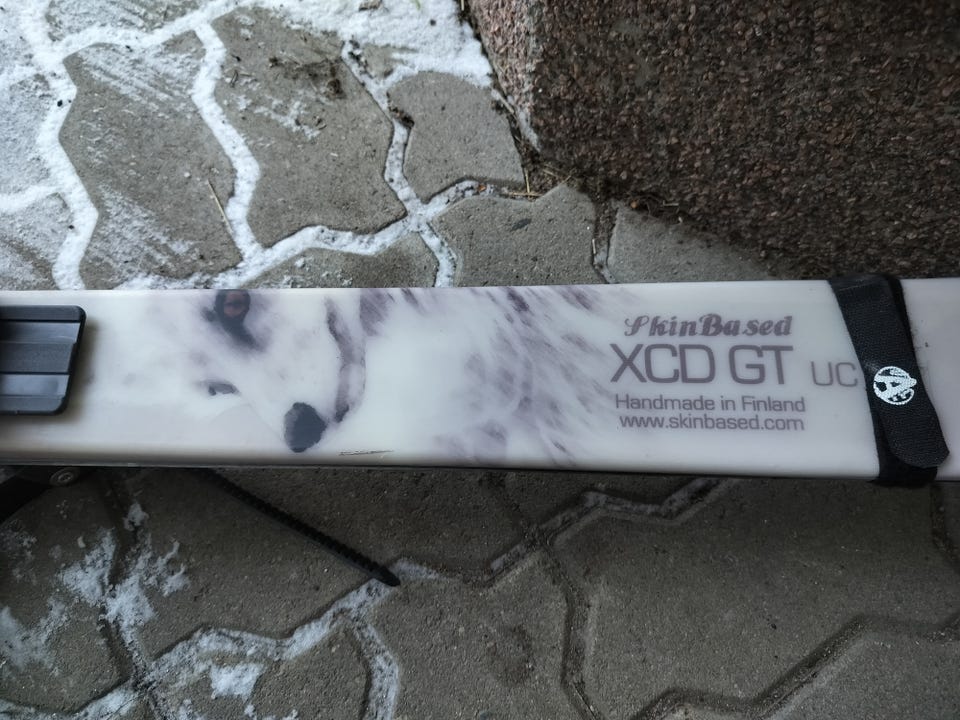 SkinBased
XCD GT UC
Handmade in Finland
www.skinbased.com